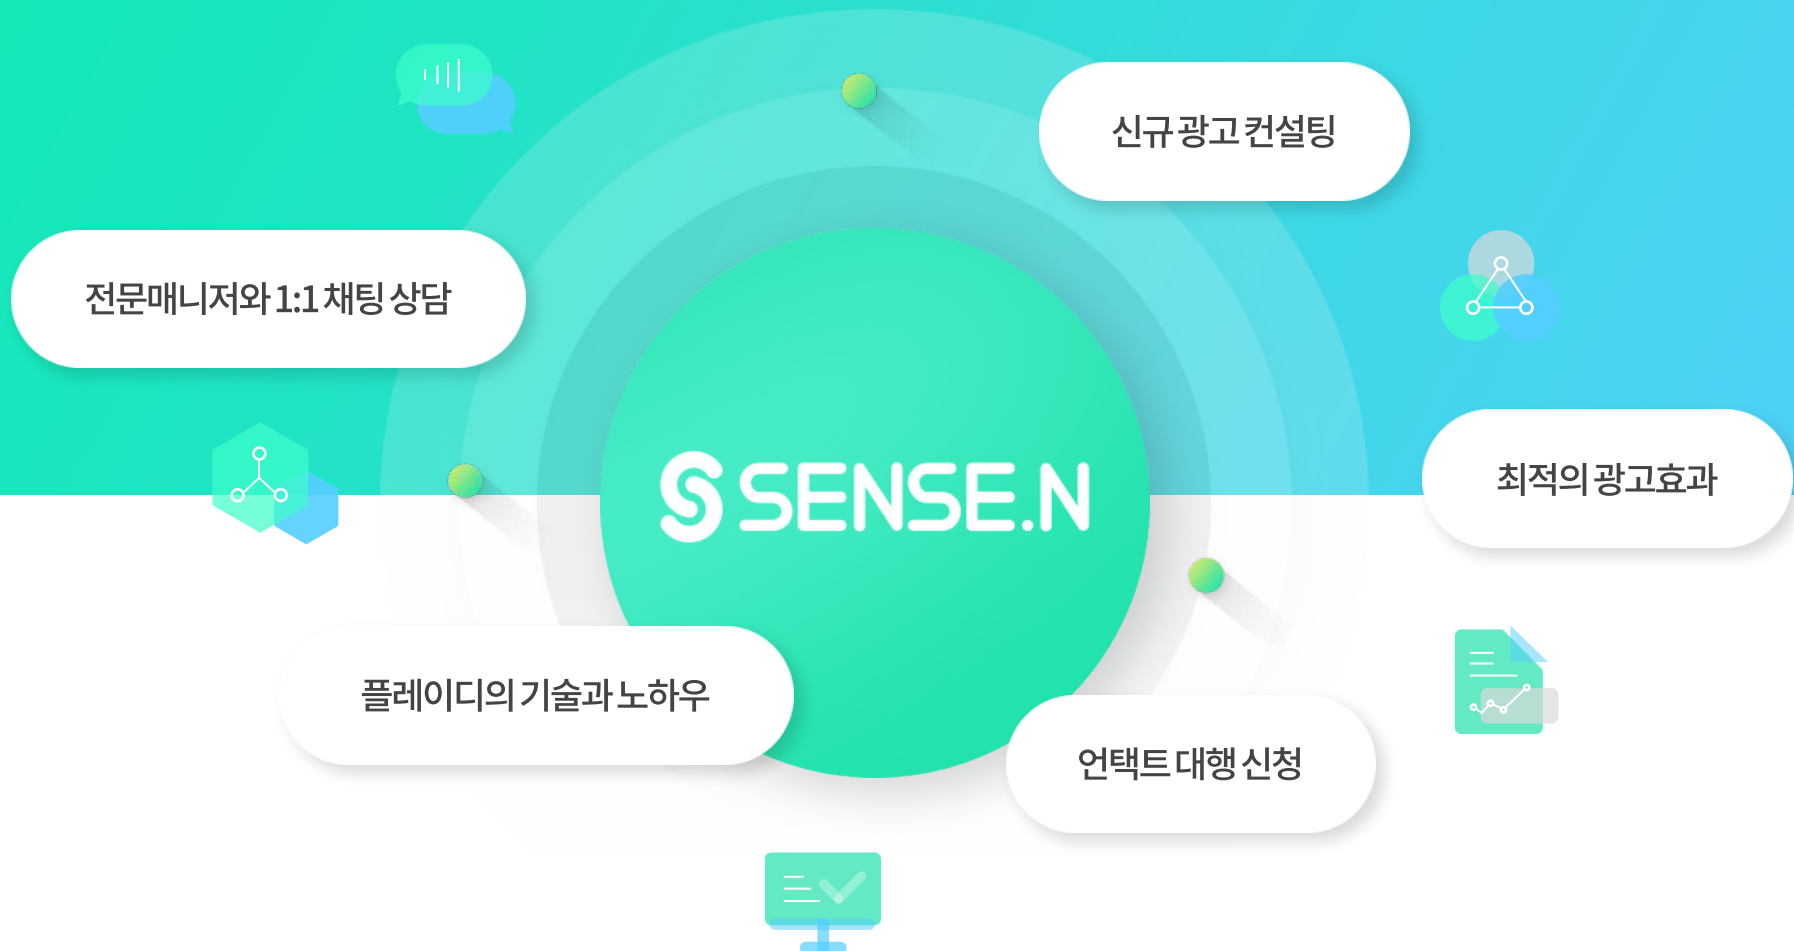 신규 광고 컨설팅
전문매니저와 1:1 채팅 상담
최적의 광고효과
SENSE.N
플레이디의 기술과 노하우
언택트 대행 신청